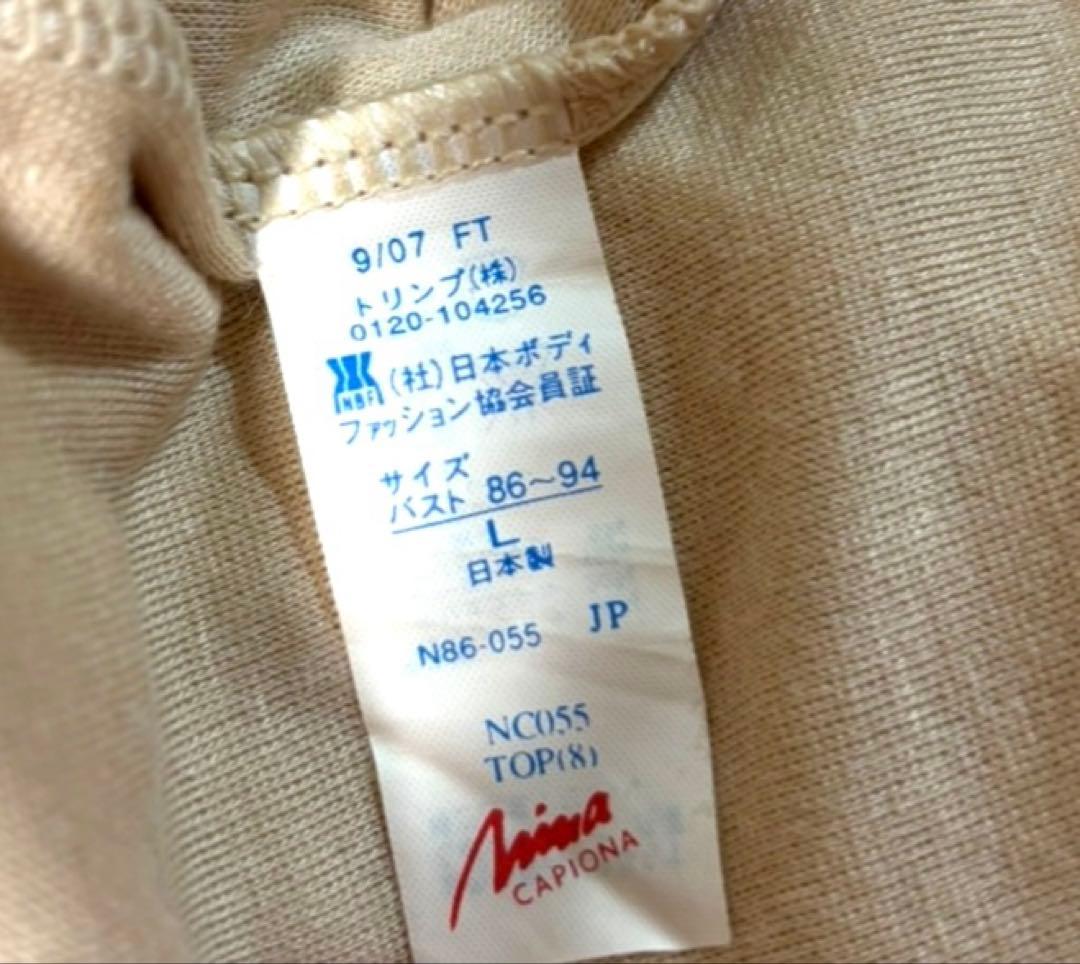 9/07 FT
トリンプ(株)
0120-104256
NBF (社)日本ボディ
ファッション協会員証
サイズ
バスト 86~94
L
日本製
JP
N86-055
NC055
TOP(8)
CAPIONA